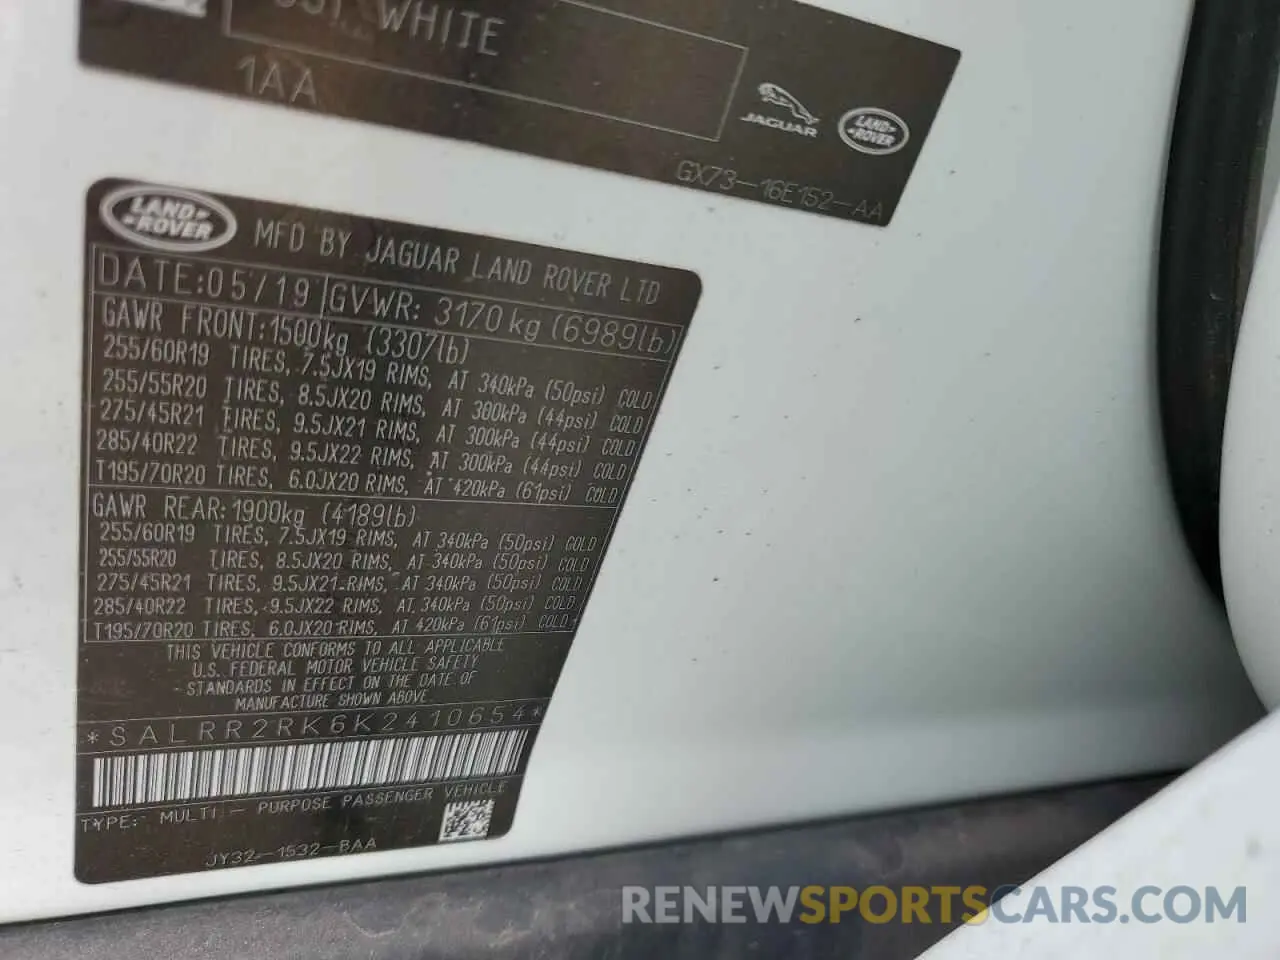 WHITE
1AA
JAGUAR
LAND-
-ROVER
GX73-16E152-AA
LAND-
-ROVER
MFD BY JAGUAR LAND ROVER LTD
DATE:05/19 GVWR: 3170 kg (6989lb)
GAWR FRONT:1500kg (3307lb)
255/60R19 TIRES, 7.5JX19 RIMS, AT 340kPa (50psi) COLD
255/55R20 TIRES, 8.5JX20 RIMS, AT 300kPa (44psi) COLD
275/45R21 TIRES, 9.5JX21 RIMS, AT 300kPa (44psi) COLD
285/40R22 TIRES, 9.5JX22 RIMS, AT 300kPa (44psi) COLD
T195/70R20 TIRES, 6.0JX20 RIMS, AT 420kPa (61psi) COLD
GAWR REAR:1900kg (4189lb)
255/60R19 TIRES, 7.5JX19 RIMS, AT 340kPa (50psi) COLD
255/55R20 TIRES, 8.5JX20 RIMS, AT 340kPa (50psi) COLD
275/45R21 TIRES, 9.5JX21 RIMS, AT 340kPa (50psi) COLD
285/40R22 TIRES, 9.5JX22 RIMS, AT 340kPa (50psi) COLD
T195/70R20 TIRES, 6.0JX20 RIMS, AT 420kPa (61psi) COLD
THIS VEHICLE CONFORMS TO ALL APPLICABLE
U.S. FEDERAL MOTOR VEHICLE SAFETY
STANDARDS IN EFFECT ON THE DATE OF
MANUFACTURE SHOWN ABOVE
*SALRR2RK6K2410654*
TYPE: MULTI - PURPOSE PASSENGER VEHICLE
JY32-1532-BAA
RENEWSPORTSCARS.COM